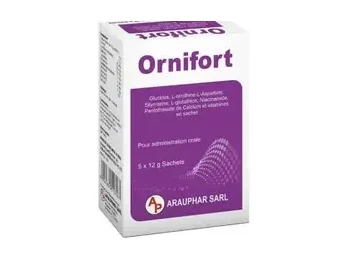 Ornifort
Glucose, L-ornithine-L-Aspartate,
Silymarine, L-glutathion, Niacinamide,
Pantothenate de Calcium et vitamines
en sachet
Pour administration orale
5 x 12 g Sachets
AP
ARAUPHAR SARL